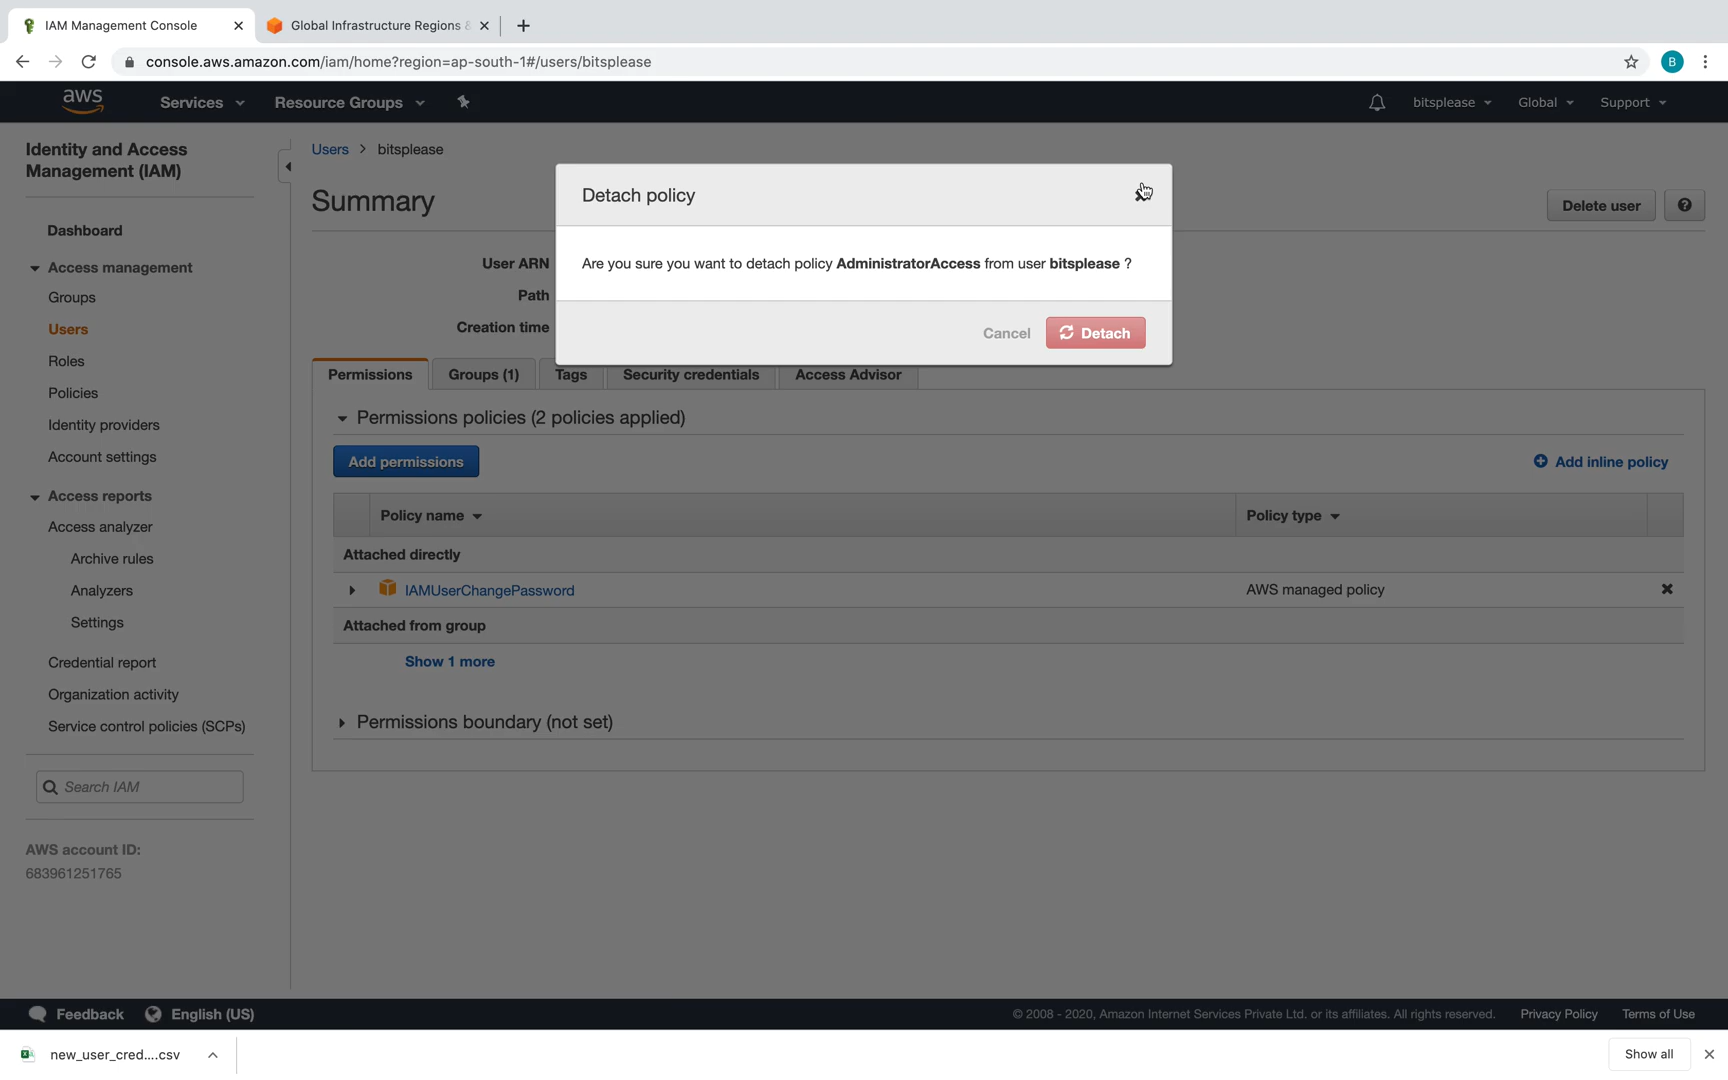 IAM Management Console
Global Infrastructure Regions &
console.aws.amazon.com/iam/home?region=ap-south-1#/users/bitsplease
B
aws
Services
Resource Groups
bitsplease
Global
Support
Identity and Access
Management (IAM)
Dashboard
Access management
Groups
Users
Roles
Policies
Identity providers
Account settings
Access reports
Access analyzer
Archive rules
Analyzers
Settings
Credential report
Organization activity
Service control policies (SCPs)
Search IAM
AWS account ID:
683961251765
Users > bitsplease
Summary
Delete user
User ARN
Path
Creation time
Detach policy
Are you sure you want to detach policy AdministratorAccess from user bitsplease ?
Cancel
Detach
Permissions
Groups (1)
Tags
Security credentials
Access Advisor
Permissions policies (2 policies applied)
Add permissions
Add inline policy
Policy name
Policy type
Attached directly
IAMUserChangePassword
AWS managed policy
Attached from group
Show 1 more
Permissions boundary (not set)
Feedback
English (US)
© 2008 - 2020, Amazon Internet Services Private Ltd. or its affiliates. All rights reserved.
Privacy Policy
Terms of Use
new_user_cred....csv
Show all